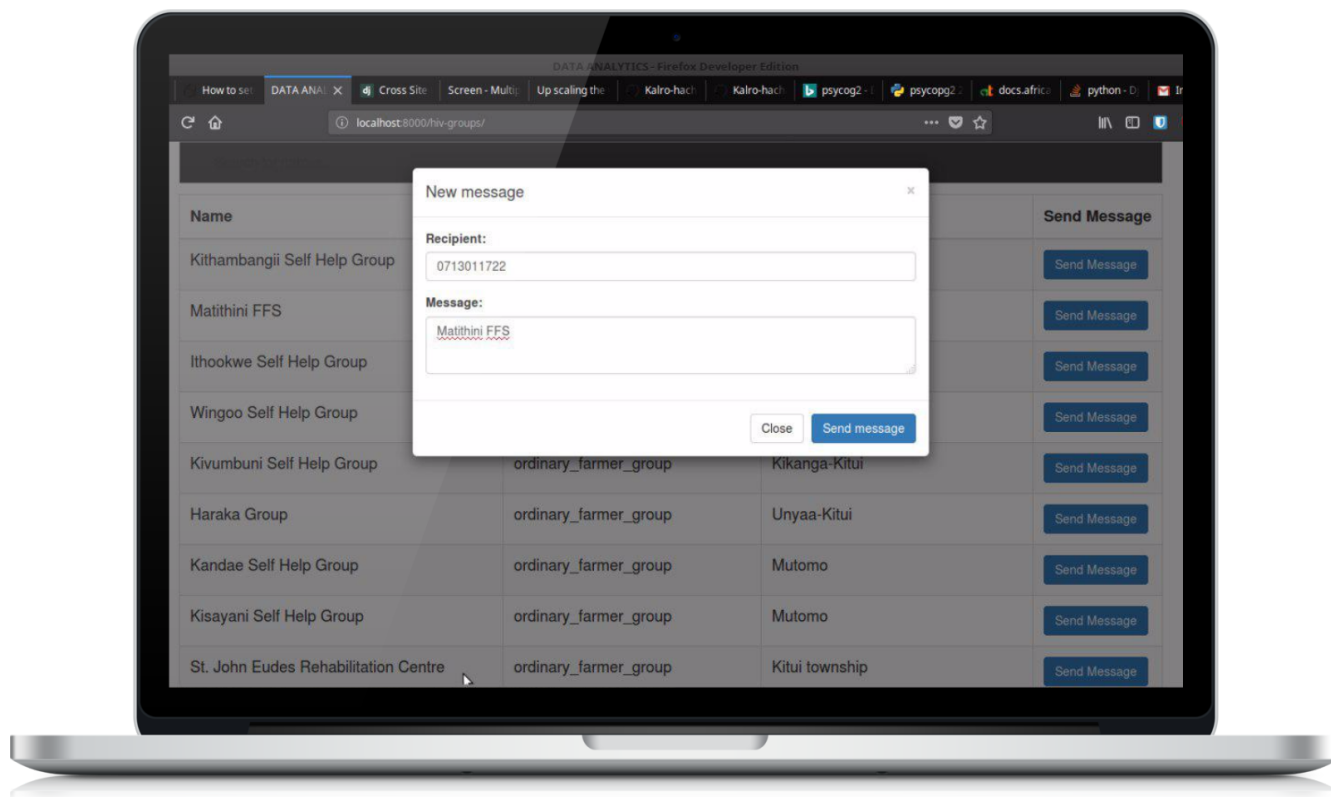 DATA ANALYTICS - Firefox Developer Edition
How to set DATA ANAL Cross Site Screen - Multip Up scaling the Kalro-hach Kalro-hach psycog2 - psycopg2 2 docs.africa python - D
localhost:8000/hiv-groups/
New message ×
Recipient:
0713011722
Message:
Matithini FFS
Close Send message
Name Send Message
Kithambangii Self Help Group Send Message
Matithini FFS Send Message
Ithookwe Self Help Group Send Message
Wingoo Self Help Group Send Message
Kivumbuni Self Help Group ordinary_farmer_group Kikanga-Kitui Send Message
Haraka Group ordinary_farmer_group Unyaa-Kitui Send Message
Kandae Self Help Group ordinary_farmer_group Mutomo Send Message
Kisayani Self Help Group ordinary_farmer_group Mutomo Send Message
St. John Eudes Rehabilitation Centre ordinary_farmer_group Kitui township Send Message